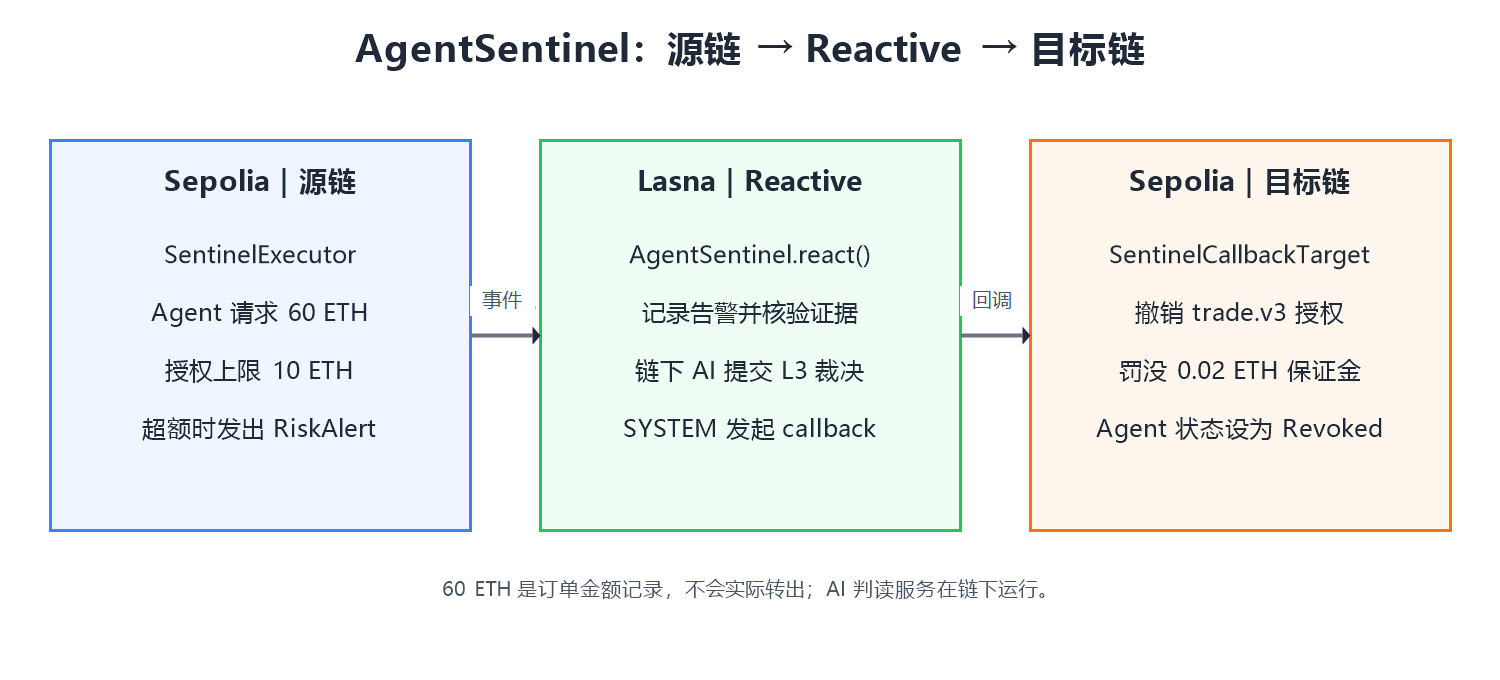 AgentSentinel：源链 → Reactive → 目标链
Sepolia | 源链
SentinelExecutor
Agent 请求 60 ETH
授权上限 10 ETH
超额时发出 RiskAlert
事件
Lasna | Reactive
AgentSentinel.react()
记录告警并核验证据
链下 AI 提交 L3 裁决
SYSTEM 发起 callback
回调
Sepolia | 目标链
SentinelCallbackTarget
撤销 trade.v3 授权
罚没 0.02 ETH 保证金
Agent 状态设为 Revoked
60 ETH 是订单金额记录，不会实际转出；AI 判读服务在链下运行。